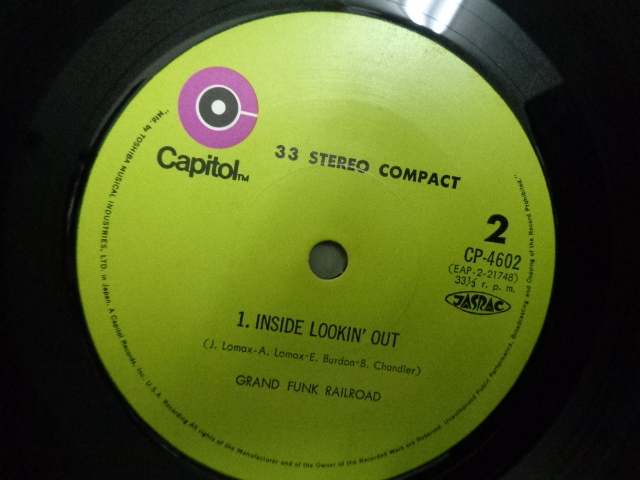 Capitol TM
33 STEREO COMPACT
2
CP-4602
(EAP-2-21748)
33⅓ r. p. m.
JASRAC
1. INSIDE LOOKIN' OUT
(J. Lomax-A. Lomax-E. Burdon-B. Chandler)
GRAND FUNK RAILROAD
"Mfd. by TOSHIBA MUSICAL INDUSTRIES, LTD. in Japan, A Capitol Records, Inc. U.S.A. Recording All rights of the Manufacturer and of the Owner of the Recorded Work are Reserved. Unauthorized Public Performance, Broadcasting and Copying of the Record Prohibited."